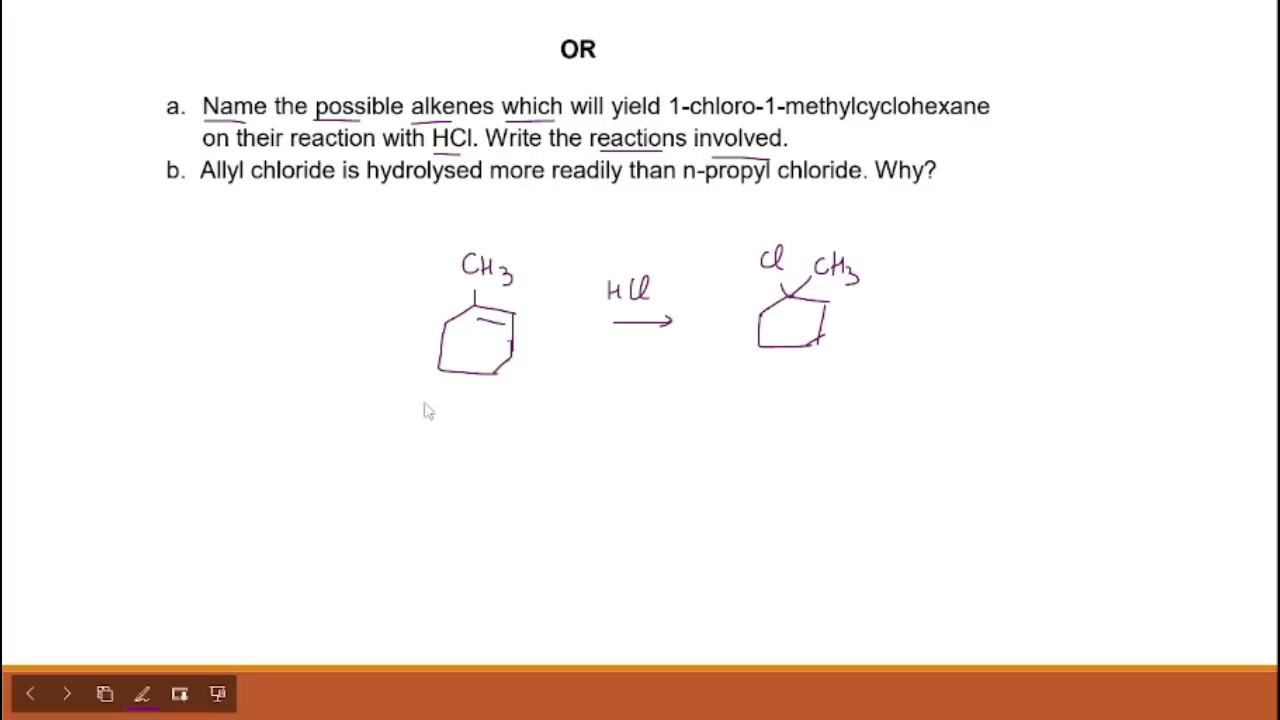 OR
a. Name the possible alkenes which will yield 1-chloro-1-methylcyclohexane
on their reaction with HCl. Write the reactions involved.
b. Allyl chloride is hydrolysed more readily than n-propyl chloride. Why?
CH3
HCl
Cl CH3